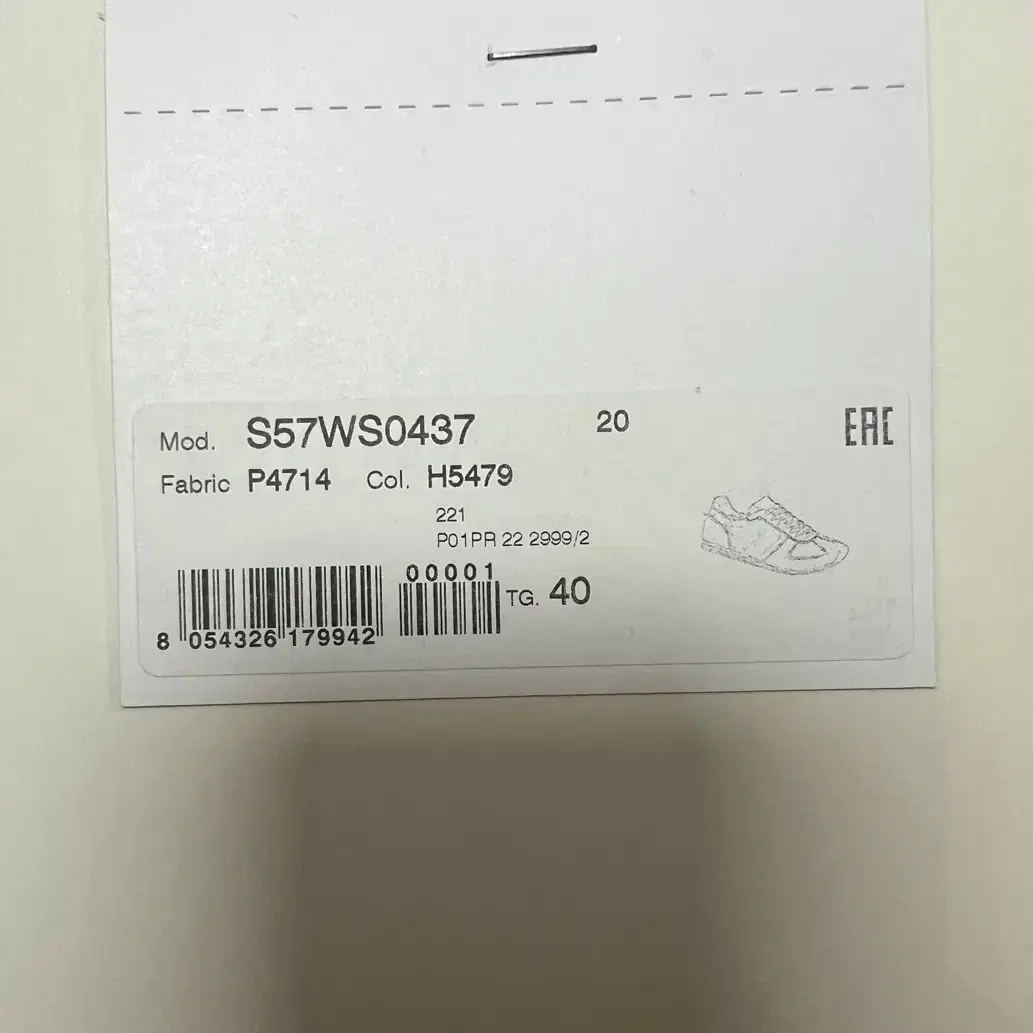 Mod. S57WS0437 20 EAC
Fabric P4714 Col. H5479
221
P01PR 22 2999/2
00001
TG. 40
8 054326 179942